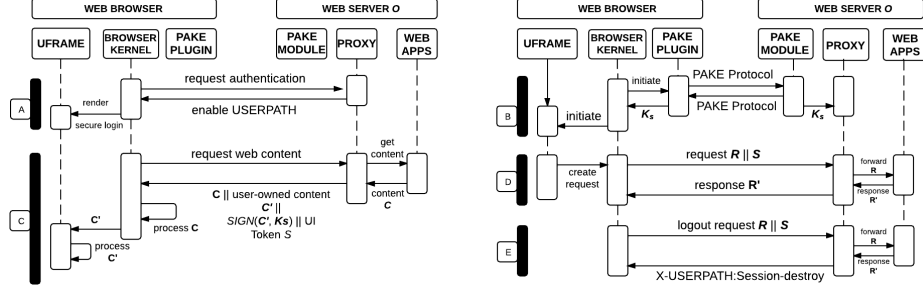 WEB BROWSER
WEB SERVER O
UFRAME
BROWSER
KERNEL
PAKE
PLUGIN
PAKE
MODULE
PROXY
WEB
APPS
A
request authentication
enable USERPATH
render
secure login
C
request web content
get
content
content
C
C || user-owned content
C' ||
SIGN(C', Ks) || UI
Token S
process C
C'
process
C'
WEB BROWSER
WEB SERVER O
UFRAME
BROWSER
KERNEL
PAKE
PLUGIN
PAKE
MODULE
PROXY
WEB
APPS
B
initiate
PAKE Protocol
PAKE Protocol
Ks
Ks
initiate
D
create
request
request R || S
response R'
forward
R
response
R'
E
logout request R || S
forward
R
response
R'
X-USERPATH:Session-destroy